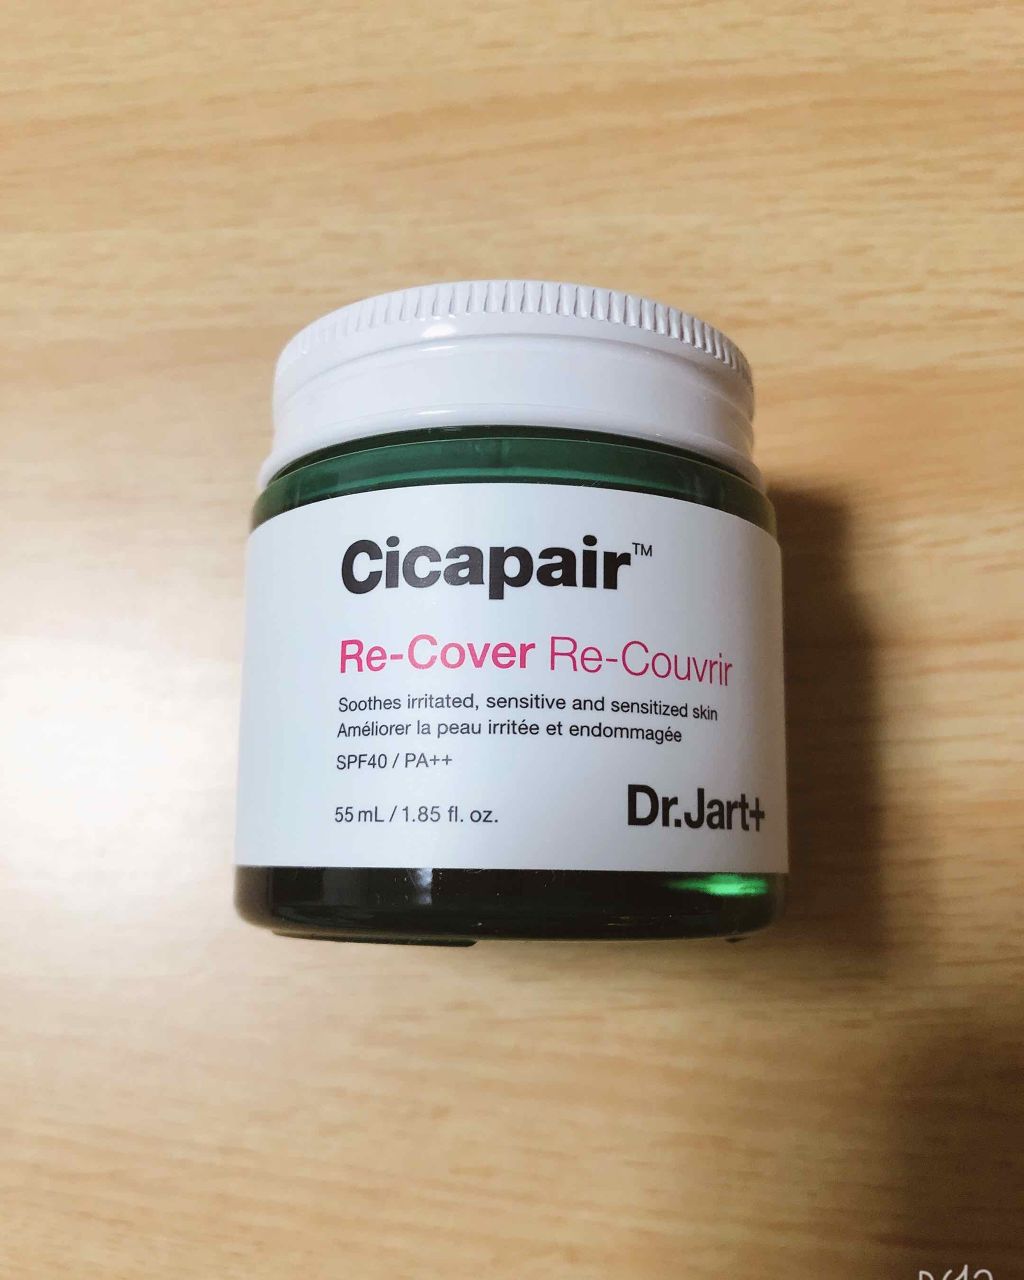 Cicapair™
Re-Cover Re-Couvrir
Soothes irritated, sensitive and sensitized skin
Améliorer la peau irritée et endommagée
SPF40 / PA++
55 mL / 1.85 fl. oz.
Dr.Jart+